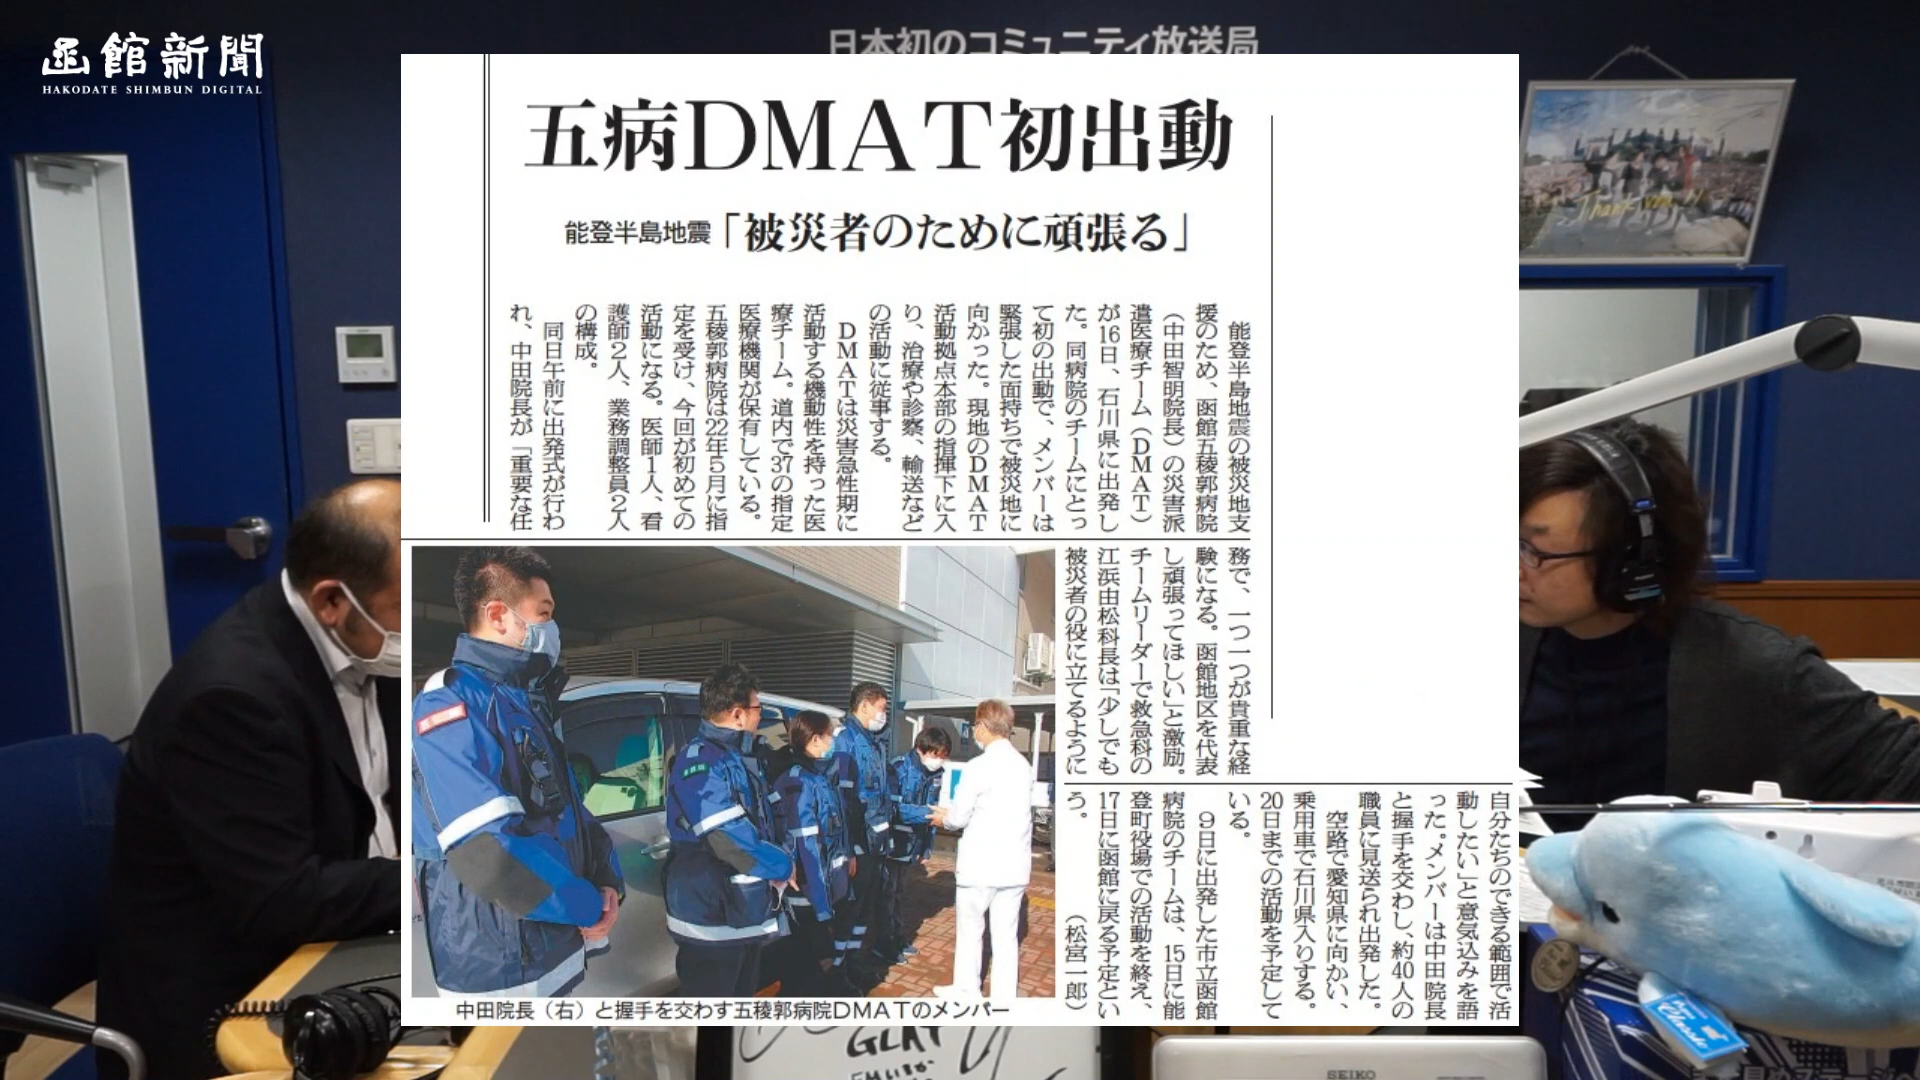 函館新聞
HAKODATE SHIMBUN DIGITAL
日本初のコミュニティ放送局
五病DMAT初出動
能登半島地震「被災者のために頑張る」
能登半島地震の被災地支
援のため、函館五稜郭病院
(中田智明院長)の災害派
遣医療チーム(DMAT)
が16日、石川県に出発し
た。同病院のチームにとっ
て初の出動で、メンバーは
緊張した面持ちで被災地に
向かった。現地のDMAT
活動拠点本部の指揮下に入
り、治療や診察、輸送など
の活動に従事する。
DMATは災害急性期に
活動する機動性を持った医
療チーム。道内で37の指定
医療機関が保有している。
五稜郭病院は22年5月に指
定を受け、今回が初めての
活動になる。医師1人、看
護師2人、業務調整員2人
の構成。
同日午前に出発式が行わ
れ、中田院長が「重要な任
務で、一つ一つが貴重な経
験になる。函館地区を代表
し頑張ってほしい」と激励。
チームリーダーで救急科の
江浜由松科長は「少しでも
被災者の役に立てるように
自分たちのできる範囲で活
動したい」と意気込みを語
った。メンバーは中田院長
と握手を交わし、約40人の
職員に見送られ出発した。
空路で愛知県に向かい、
乗用車で石川県入りする。
20日までの活動を予定して
いる。
9日に出発した市立函館
病院のチームは、15日に能
登町役場での活動を終え、
17日に函館に戻る予定とい
う。
(松宮一郎)
中田院長(右)と握手を交わす五稜郭病院DMATのメンバー
Thank you!!
GLAY
FMいるか
SEIKO